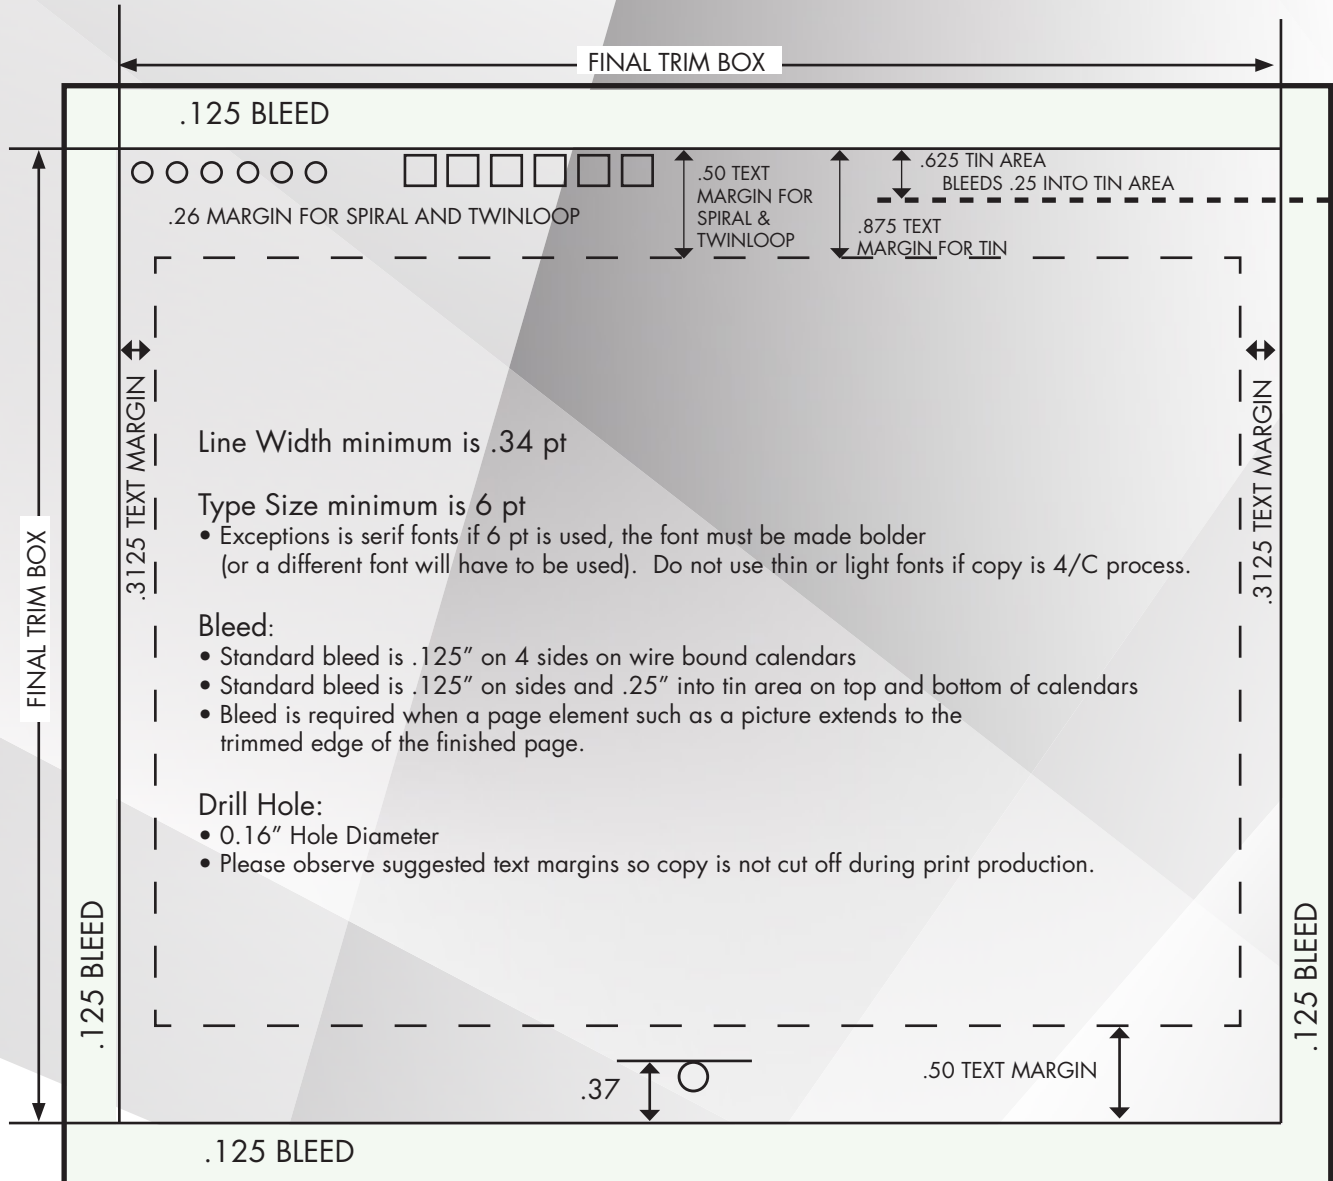 FINAL TRIM BOX
.125 BLEED
.50 TEXT
MARGIN FOR
SPIRAL &
TWINLOOP
.625 TIN AREA
BLEEDS .25 INTO TIN AREA
.26 MARGIN FOR SPIRAL AND TWINLOOP
.875 TEXT
MARGIN FOR TIN
.3125 TEXT MARGIN
.3125 TEXT MARGIN
FINAL TRIM BOX
Line Width minimum is .34 pt
Type Size minimum is 6 pt
• Exceptions is serif fonts if 6 pt is used, the font must be made bolder
(or a different font will have to be used). Do not use thin or light fonts if copy is 4/C process.
Bleed:
• Standard bleed is .125” on 4 sides on wire bound calendars
• Standard bleed is .125” on sides and .25” into tin area on top and bottom of calendars
• Bleed is required when a page element such as a picture extends to the
trimmed edge of the finished page.
Drill Hole:
• 0.16” Hole Diameter
• Please observe suggested text margins so copy is not cut off during print production.
.125 BLEED
.125 BLEED
.37
.50 TEXT MARGIN
.125 BLEED